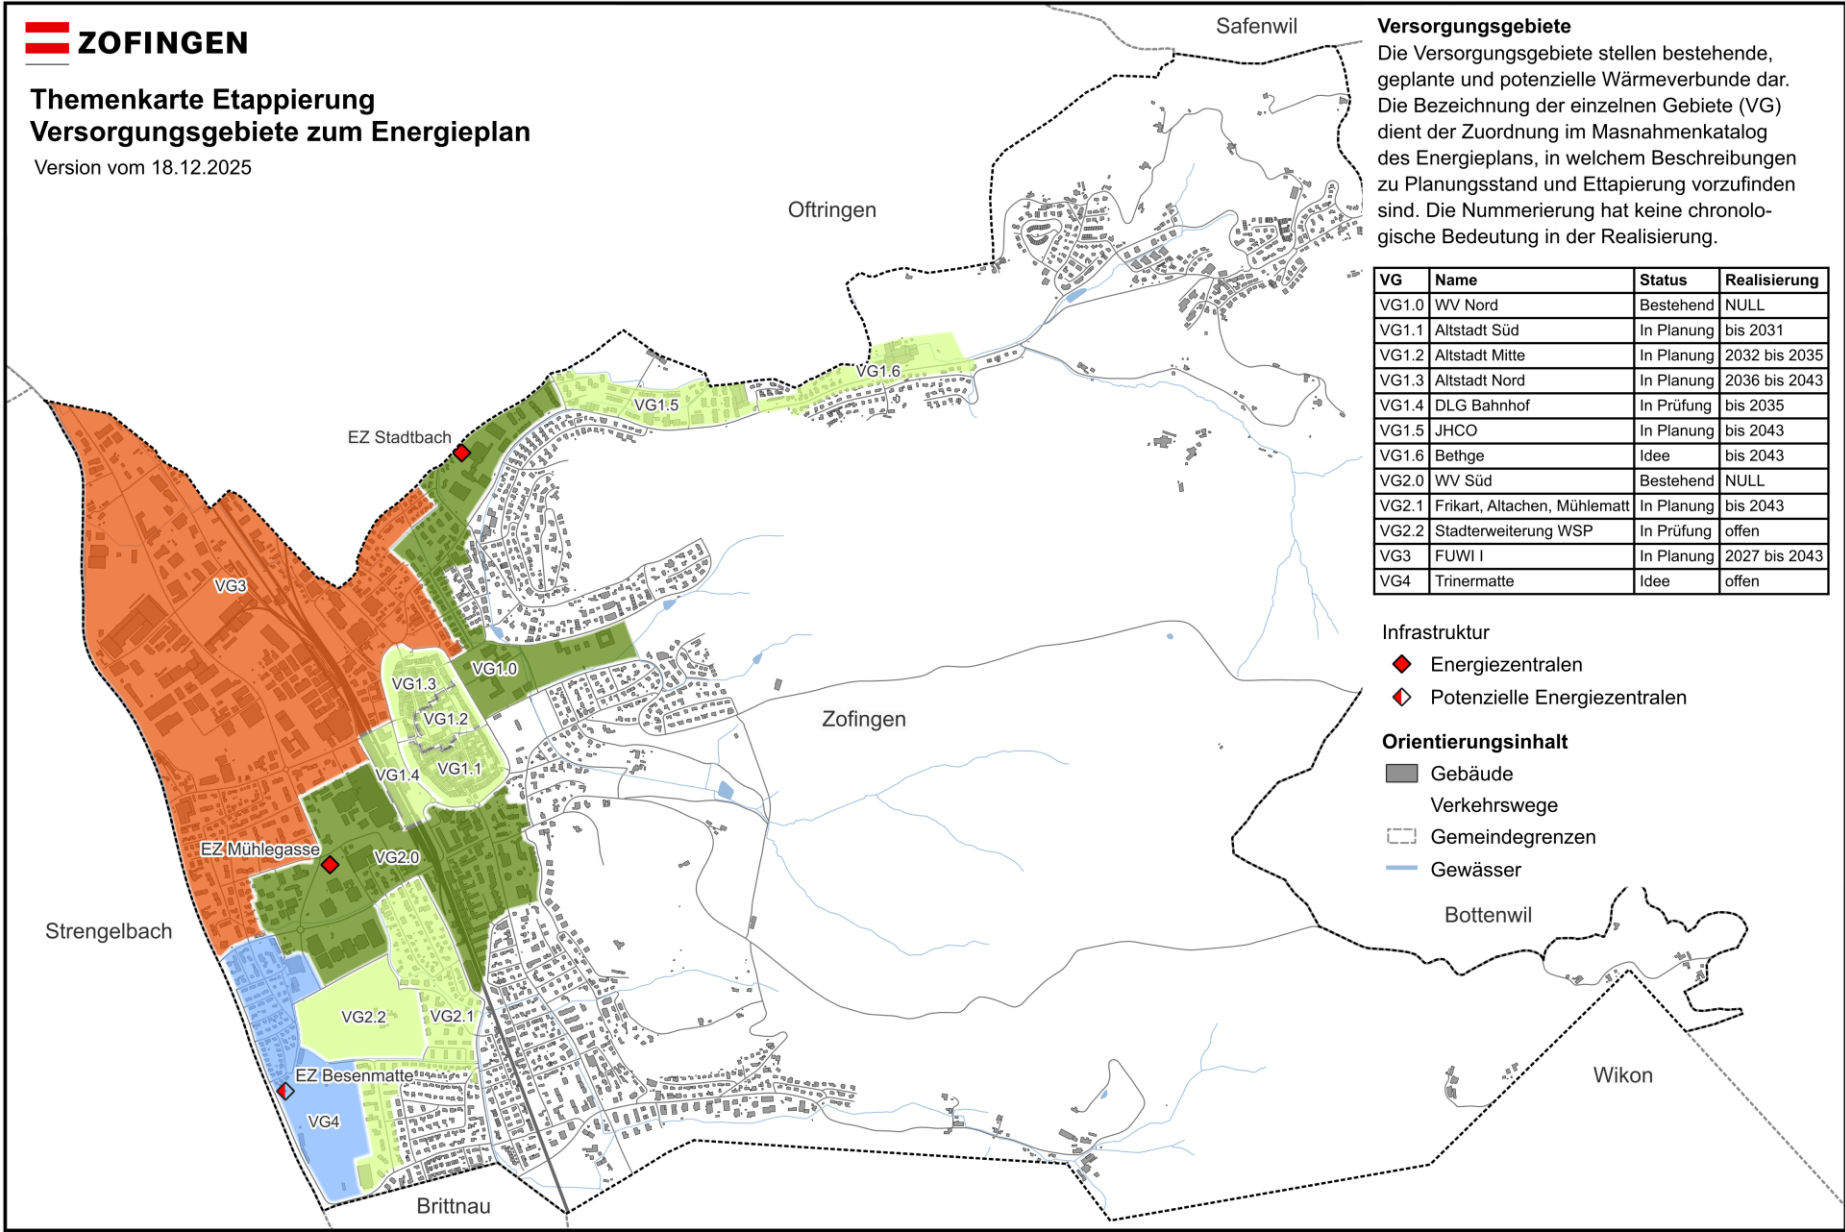 ZOFINGEN
Themenkarte Etappierung
Versorgungsgebiete zum Energieplan
Version vom 18.12.2025
Safenwil
Oftringen
Versorgungsgebiete
Die Versorgungsgebiete stellen bestehende,
geplante und potenzielle Wärmeverbunde dar.
Die Bezeichnung der einzelnen Gebiete (VG)
dient der Zuordnung im Masnahmenkatalog
des Energieplans, in welchem Beschreibungen
zu Planungsstand und Ettapierung vorzufinden
sind. Die Nummerierung hat keine chronolo-
gische Bedeutung in der Realisierung.
VG Name Status Realisierung
VG1.0 WV Nord Bestehend NULL
VG1.1 Altstadt Süd In Planung bis 2031
VG1.2 Altstadt Mitte In Planung 2032 bis 2035
VG1.3 Altstadt Nord In Planung 2036 bis 2043
VG1.4 DLG Bahnhof In Prüfung bis 2035
VG1.5 JHCO In Planung bis 2043
VG1.6 Bethge Idee bis 2043
VG2.0 WV Süd Bestehend NULL
VG2.1 Frikart, Altachen, Mühlematt In Planung bis 2043
VG2.2 Stadterweiterung WSP In Prüfung offen
VG3 FUWI I In Planung 2027 bis 2043
VG4 Trinermatte Idee offen
Infrastruktur
Energiezentralen
Potenzielle Energiezentralen
Orientierungsinhalt
Gebäude
Verkehrswege
Gemeindegrenzen
Gewässer
VG1.6
VG1.5
EZ Stadtbach
VG3
VG1.0
VG1.3
VG1.2
Zofingen
VG1.1
VG1.4
EZ Mühlegasse
VG2.0
Strengelbach
Bottenwil
VG2.2
VG2.1
EZ Besenmatte
VG4
Wikon
Brittnau